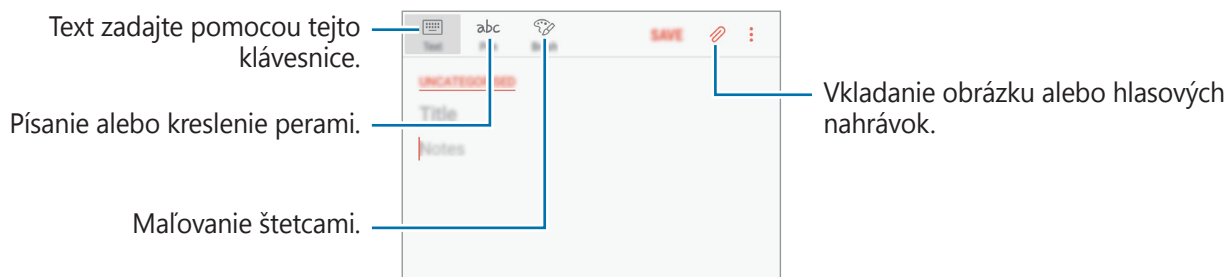 Text zadajte pomocou tejto
klávesnice.
abc
SAVE
UNCATEGORISED
Písanie alebo kreslenie perami.
Title
Notes
Vkladanie obrázku alebo hlasových
nahrávok.
Maľovanie štetcami.